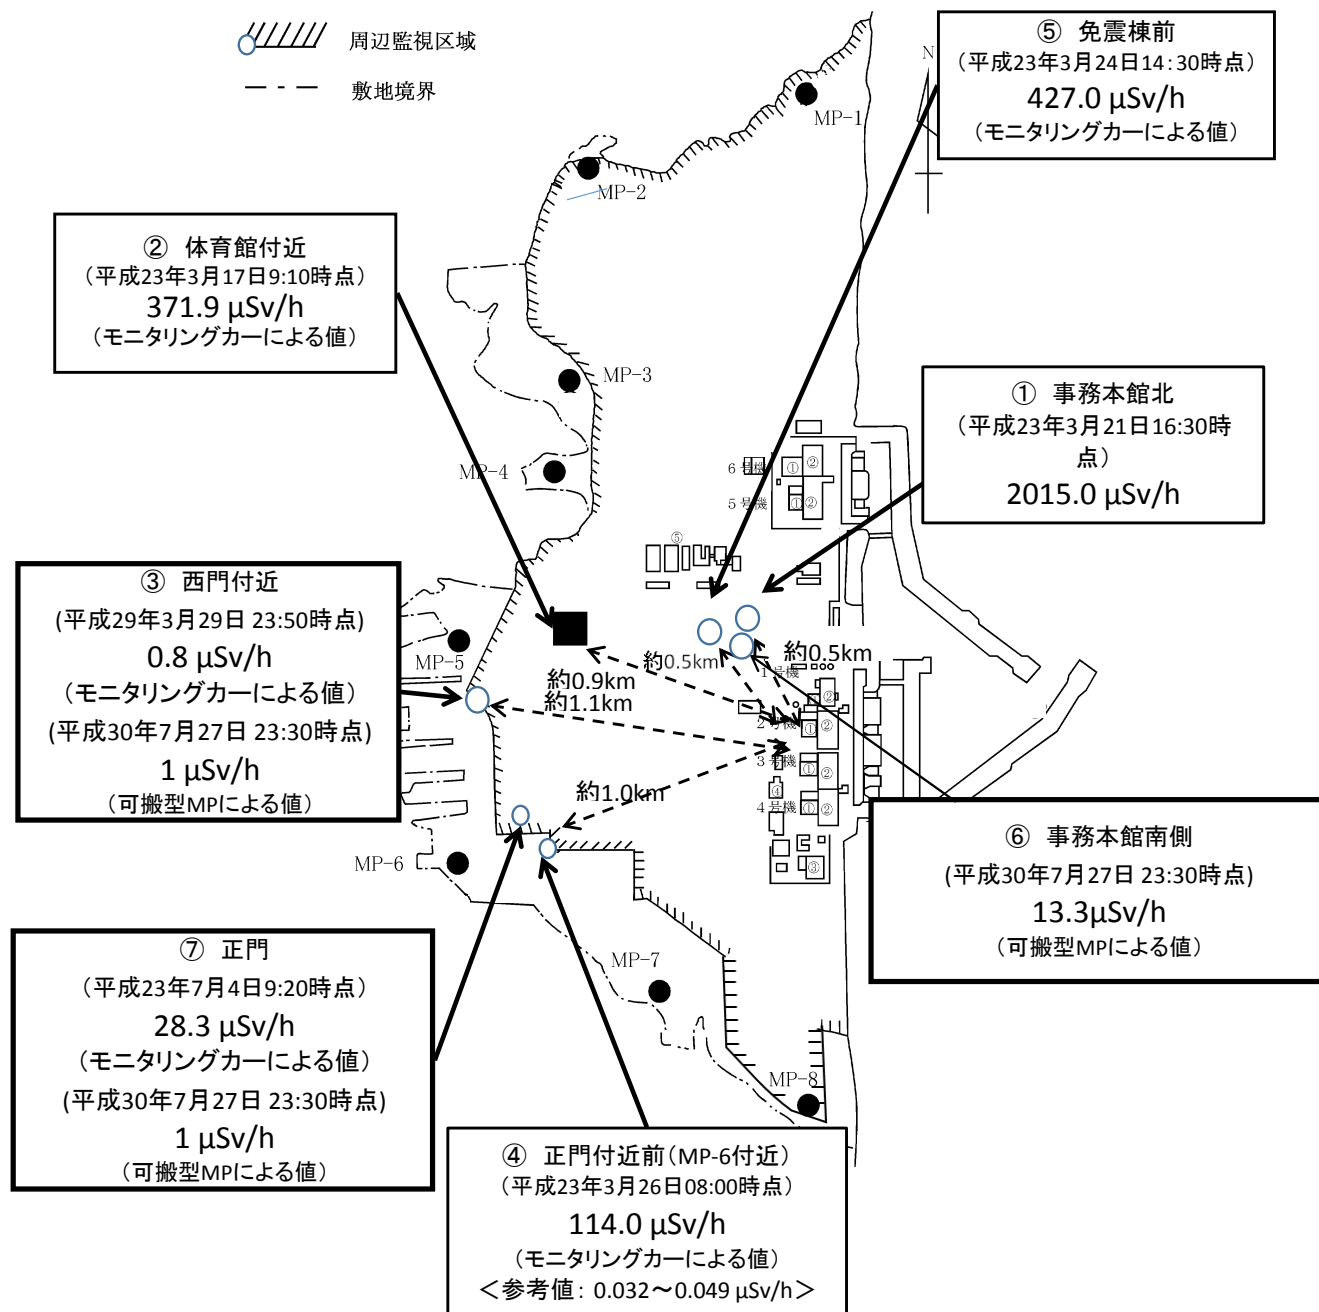 周辺監視区域
敷地境界
N
⑤ 免震棟前
(平成23年3月24日14:30時点)
427.0 μSv/h
(モニタリングカーによる値)
MP-1
MP-2
② 体育館付近
(平成23年3月17日9:10時点)
371.9 μSv/h
(モニタリングカーによる値)
MP-3
① 事務本館北
(平成23年3月21日16:30時
点)
2015.0 μSv/h
MP-4
6号機
①
②
5号機
①
②
⑤
③ 西門付近
(平成29年3月29日 23:50時点)
0.8 μSv/h
(モニタリングカーによる値)
(平成30年7月27日 23:30時点)
1 μSv/h
(可搬型MPによる値)
MP-5
約0.5km
約0.5km
約0.9km
約1.1km
1号機
②
2号機
①
②
3号機
①
②
④
4号機
①
②
③
約1.0km
MP-6
⑥ 事務本館南側
(平成30年7月27日 23:30時点)
13.3μSv/h
(可搬型MPによる値)
⑦ 正門
(平成23年7月4日9:20時点)
28.3 μSv/h
(モニタリングカーによる値)
(平成30年7月27日 23:30時点)
1 μSv/h
(可搬型MPによる値)
MP-7
MP-8
④ 正門付近前(MP-6付近)
(平成23年3月26日08:00時点)
114.0 μSv/h
(モニタリングカーによる値)
<参考値: 0.032~0.049 μSv/h>